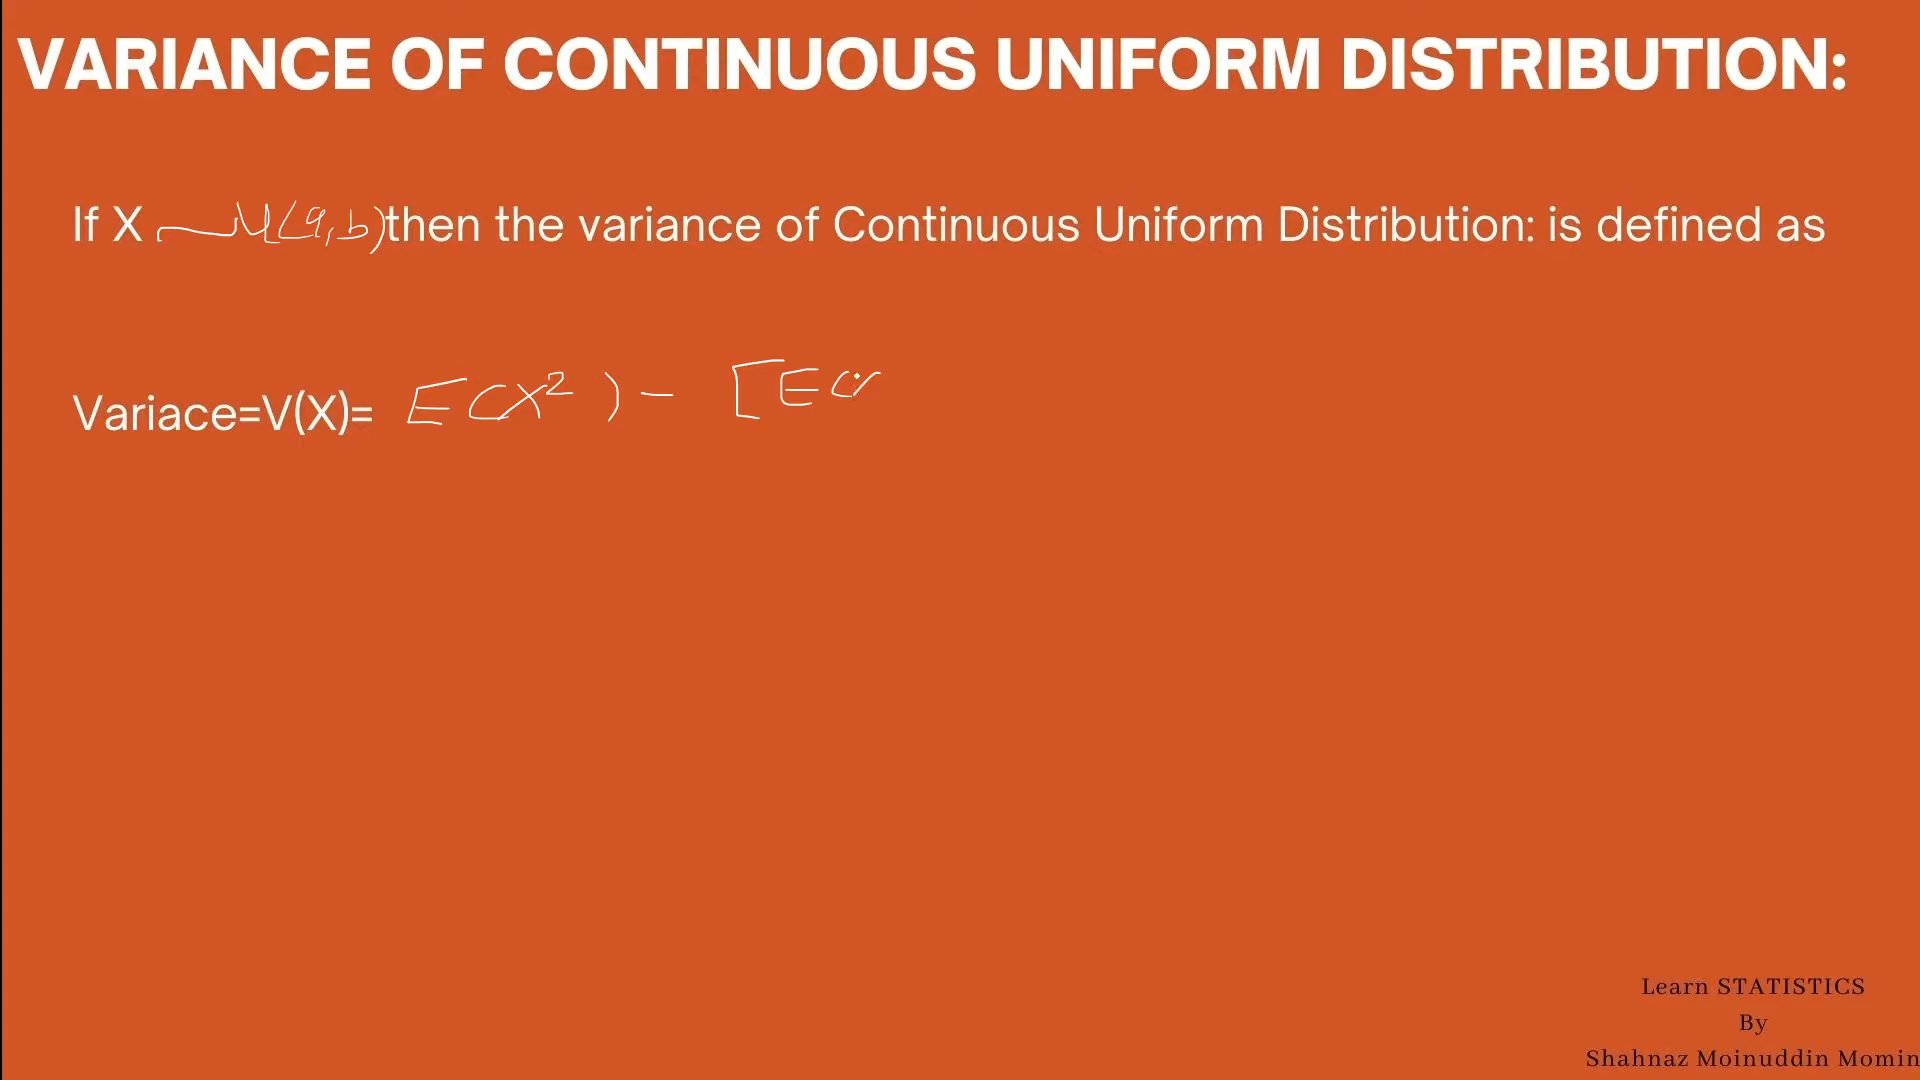 VARIANCE OF CONTINUOUS UNIFORM DISTRIBUTION:
If X ~ U(a,b) then the variance of Continuous Uniform Distribution: is defined as
Variace=V(X)= E(X²) - [E(X
Learn STATISTICS
By
Shahnaz Moinuddin Momin